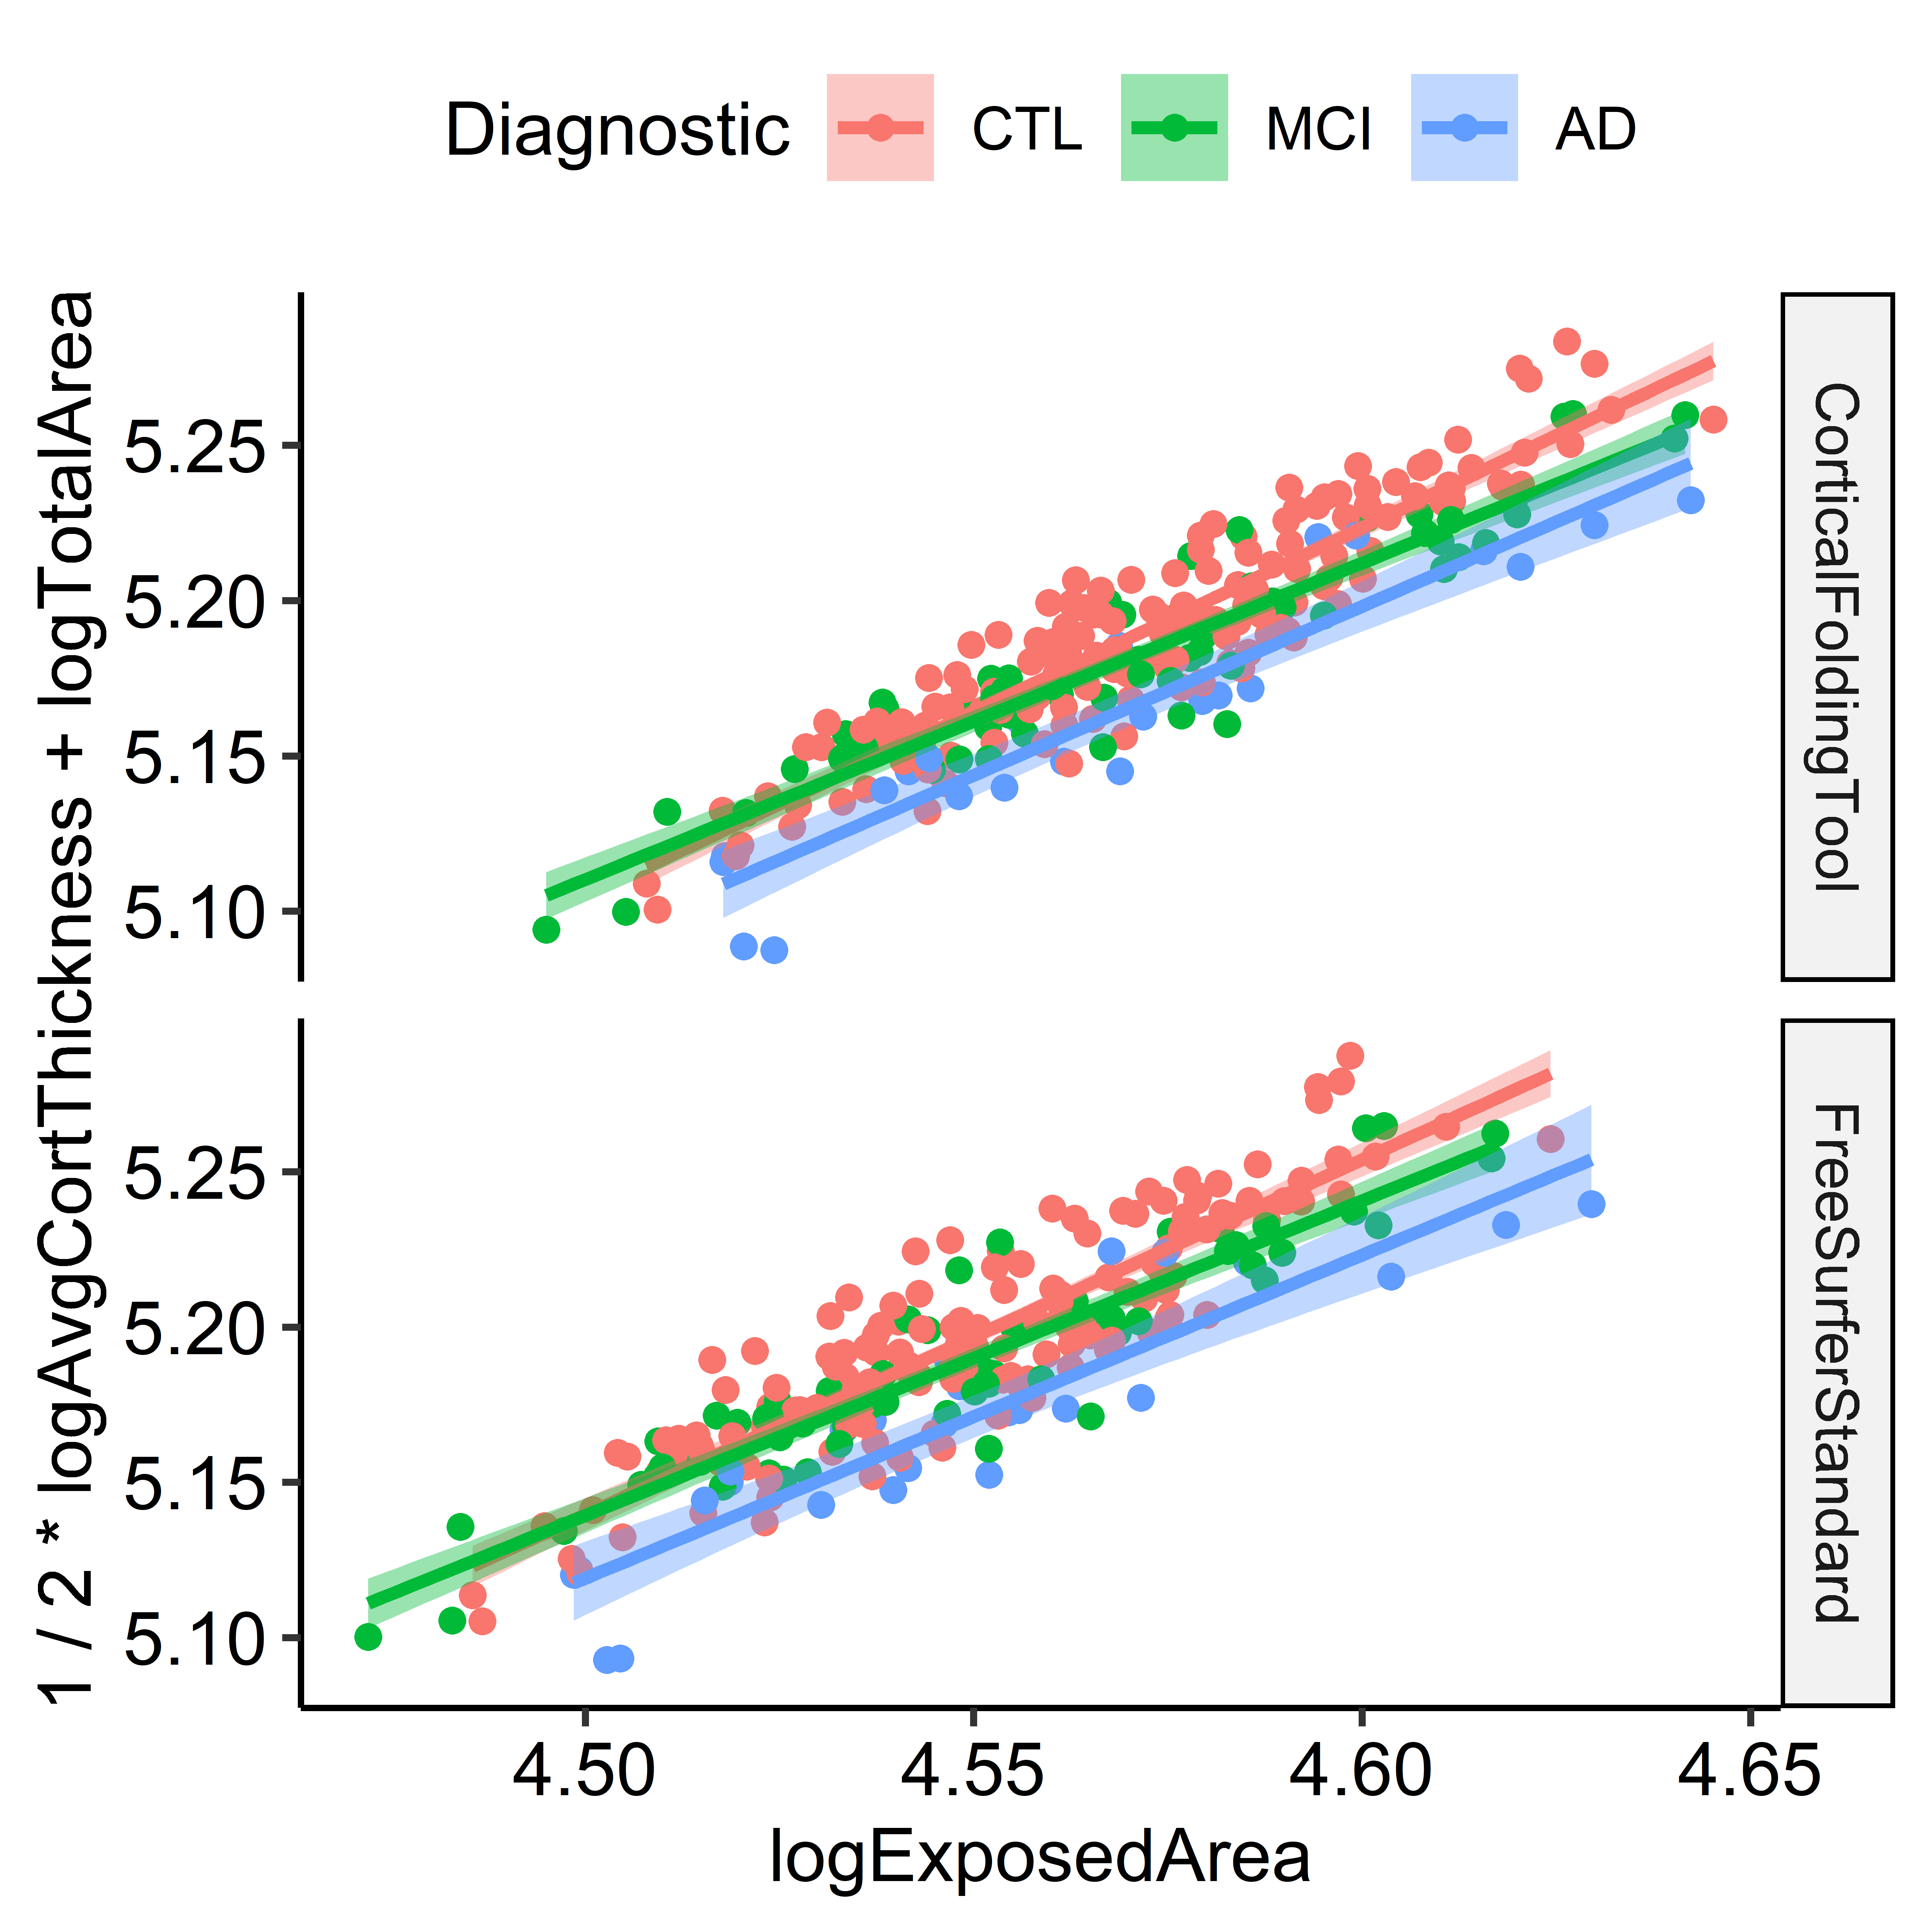 Diagnostic CTL MCI AD
1 / 2 * logAvgCortThickness + logTotalArea
5.25
5.20
5.15
5.10
CorticalFoldingTool
5.25
5.20
5.15
5.10
FreeSurferStandard
4.50 4.55 4.60 4.65
logExposedArea